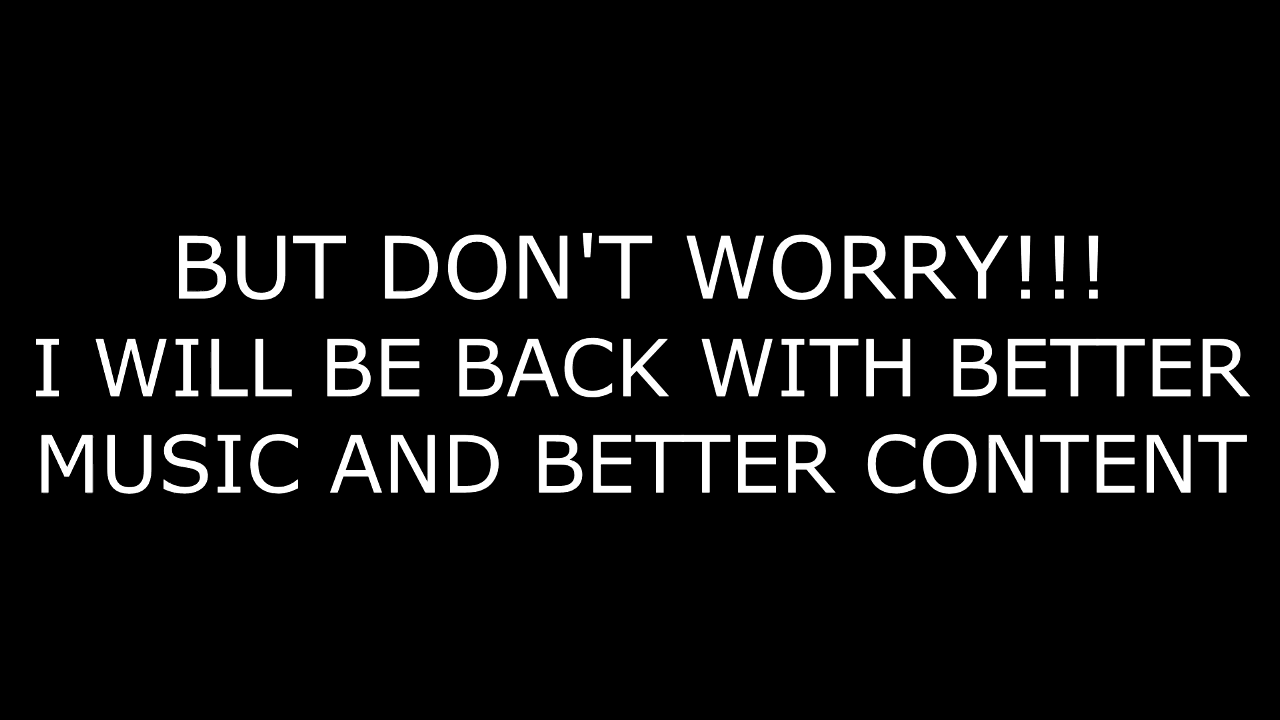 BUT DON'T WORRY!!!
I WILL BE BACK WITH BETTER
MUSIC AND BETTER CONTENT